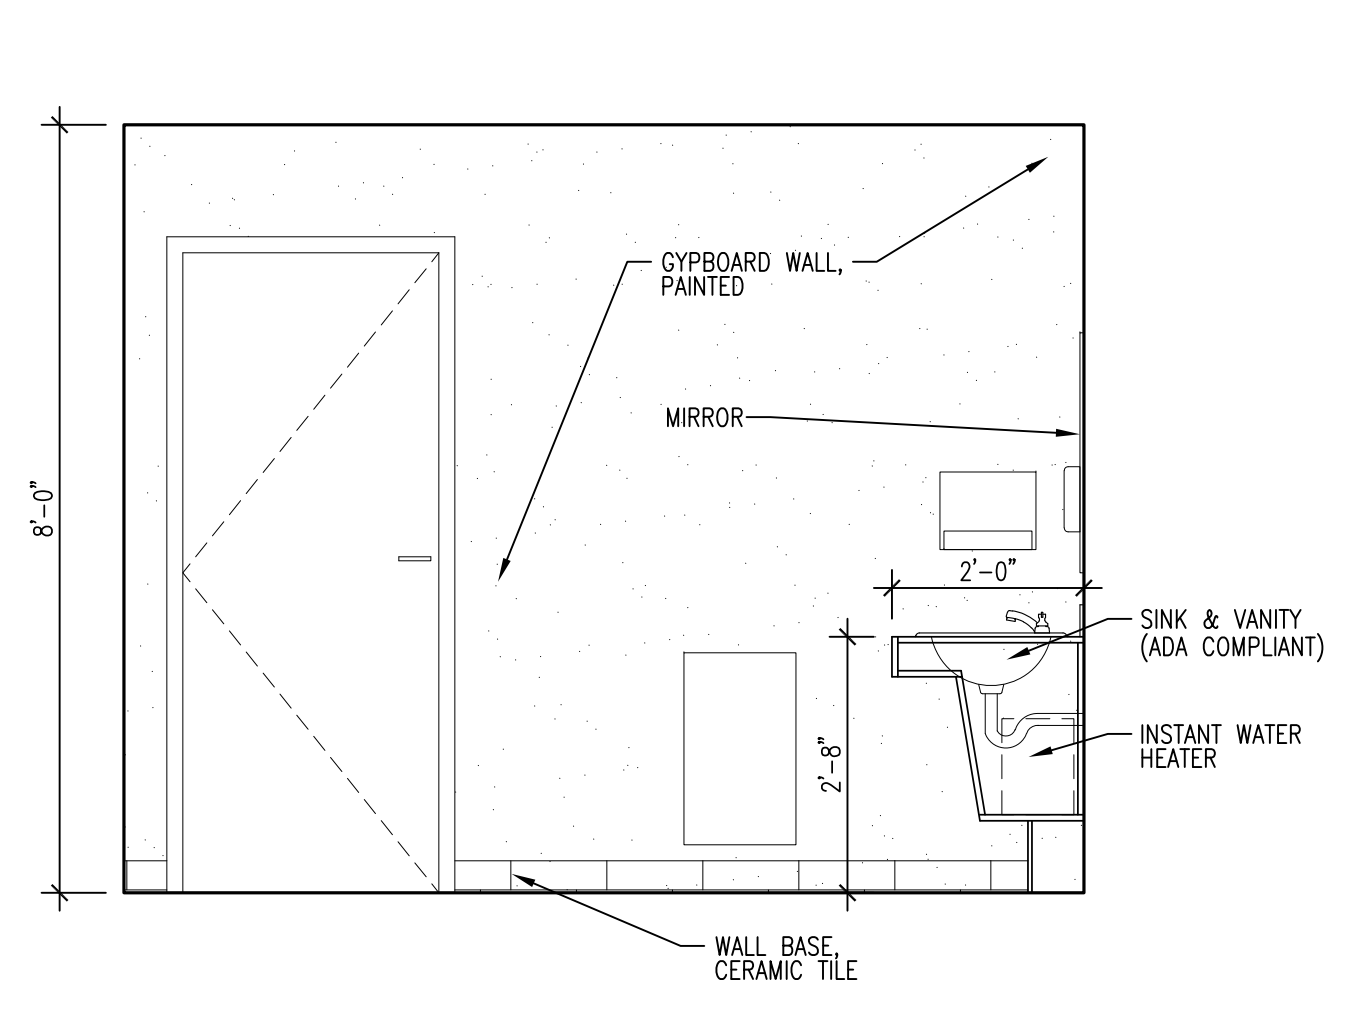 GYPBOARD WALL,
PAINTED
MIRROR
8'-0"
2'-0"
SINK & VANITY
(ADA COMPLIANT)
2'-8"
INSTANT WATER
HEATER
WALL BASE,
CERAMIC TILE